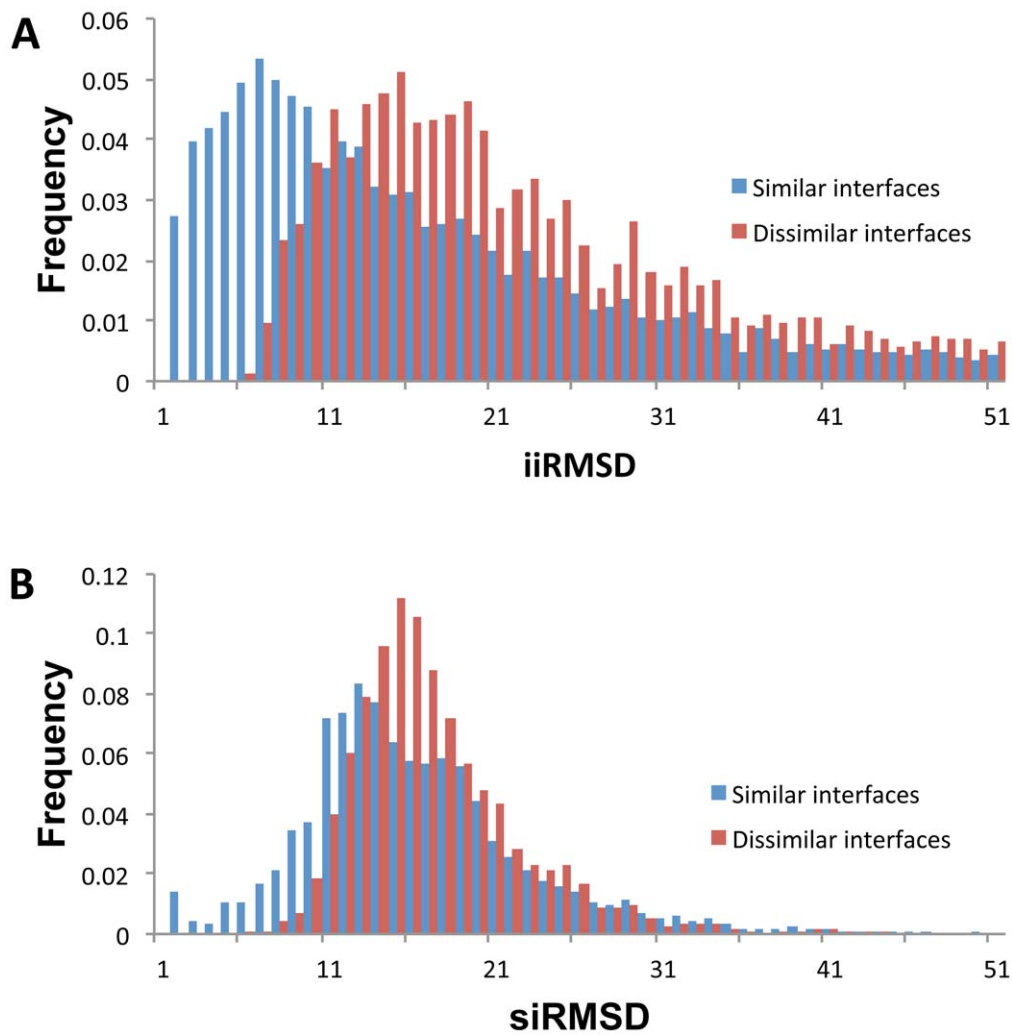 A
Frequency
0.06
0.05
0.04
0.03
0.02
0.01
0
Similar interfaces
Dissimilar interfaces
1 11 21 31 41 51
iiRMSD
B
Frequency
0.12
0.1
0.08
0.06
0.04
0.02
0
Similar interfaces
Dissimilar interfaces
1 11 21 31 41 51
siRMSD